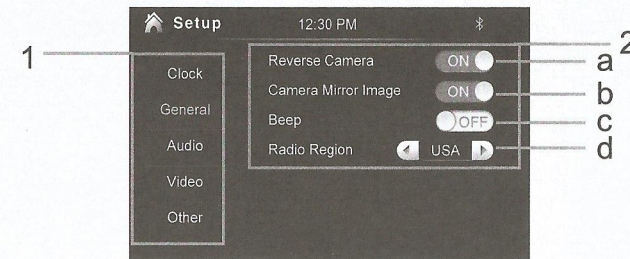 Setup 12:30 PM
1
2
Clock
General
Audio
Video
Other
Reverse Camera ON a
Camera Mirror Image ON b
Beep OFF c
Radio Region USA d